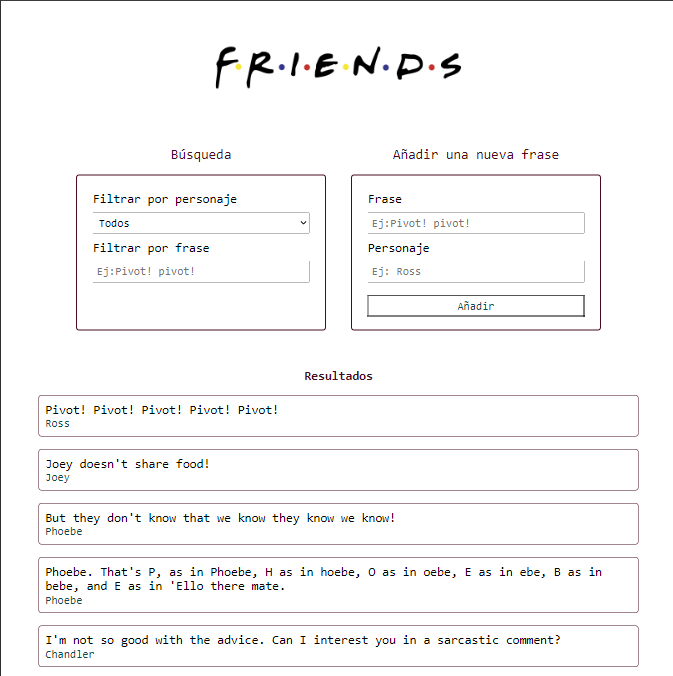 F·R·I·E·N·D·S
Búsqueda
Filtrar por personaje
Todos
Filtrar por frase
Ej:Pivot! pivot!
Añadir una nueva frase
Frase
Ej:Pivot! pivot!
Personaje
Ej: Ross
Añadir
Resultados
Pivot! Pivot! Pivot! Pivot! Pivot!
Ross
Joey doesn't share food!
Joey
But they don't know that we know they know we know!
Phoebe
Phoebe. That's P, as in Phoebe, H as in hoebe, O as in oebe, E as in ebe, B as in
bebe, and E as in 'Ello there mate.
Phoebe
I'm not so good with the advice. Can I interest you in a sarcastic comment?
Chandler